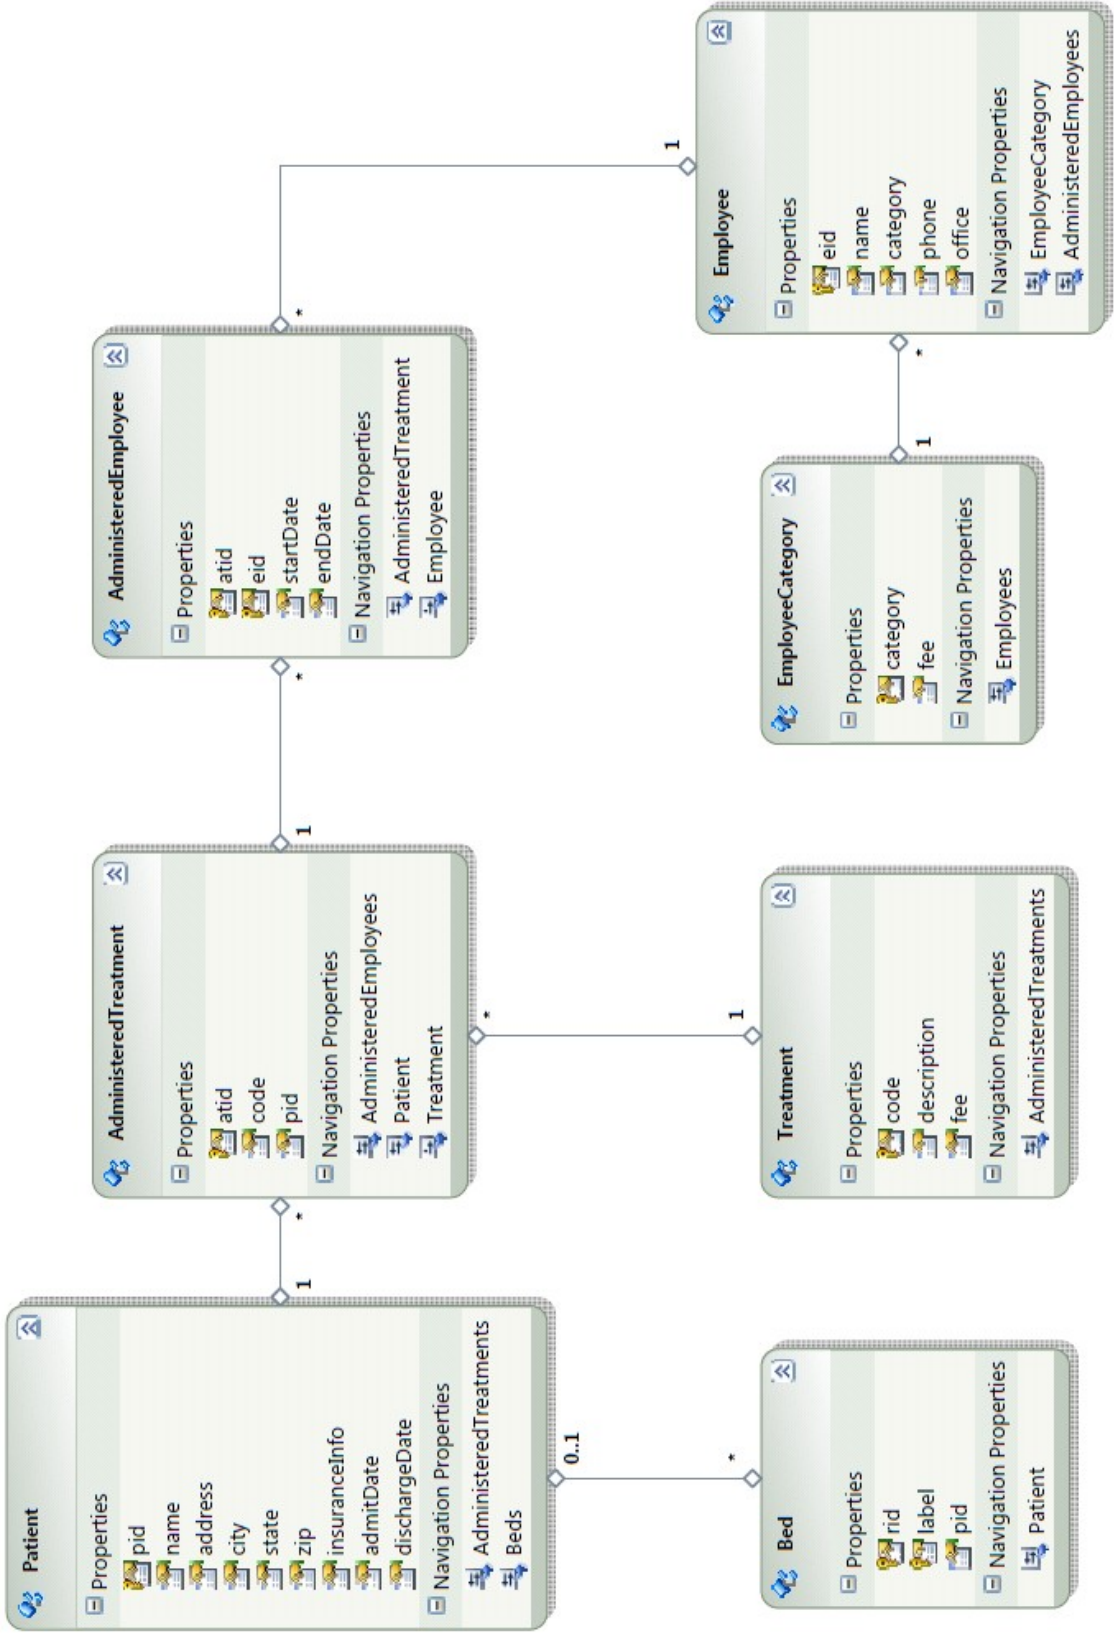 Patient
Properties
pid
name
address
city
state
zip
insuranceInfo
admitDate
dischargeDate
Navigation Properties
AdministeredTreatments
Beds
1
*
AdministeredTreatment
Properties
atid
code
pid
Navigation Properties
AdministeredEmployees
Patient
Treatment
1
*
AdministeredEmployee
Properties
atid
eid
startDate
endDate
Navigation Properties
AdministeredTreatment
Employee
*
1
0..1
*
Bed
Properties
rid
label
pid
Navigation Properties
Patient
*
1
Treatment
Properties
code
description
fee
Navigation Properties
AdministeredTreatments
EmployeeCategory
Properties
category
fee
Navigation Properties
Employees
1
*
Employee
Properties
eid
name
category
phone
office
Navigation Properties
EmployeeCategory
AdministeredEmployees